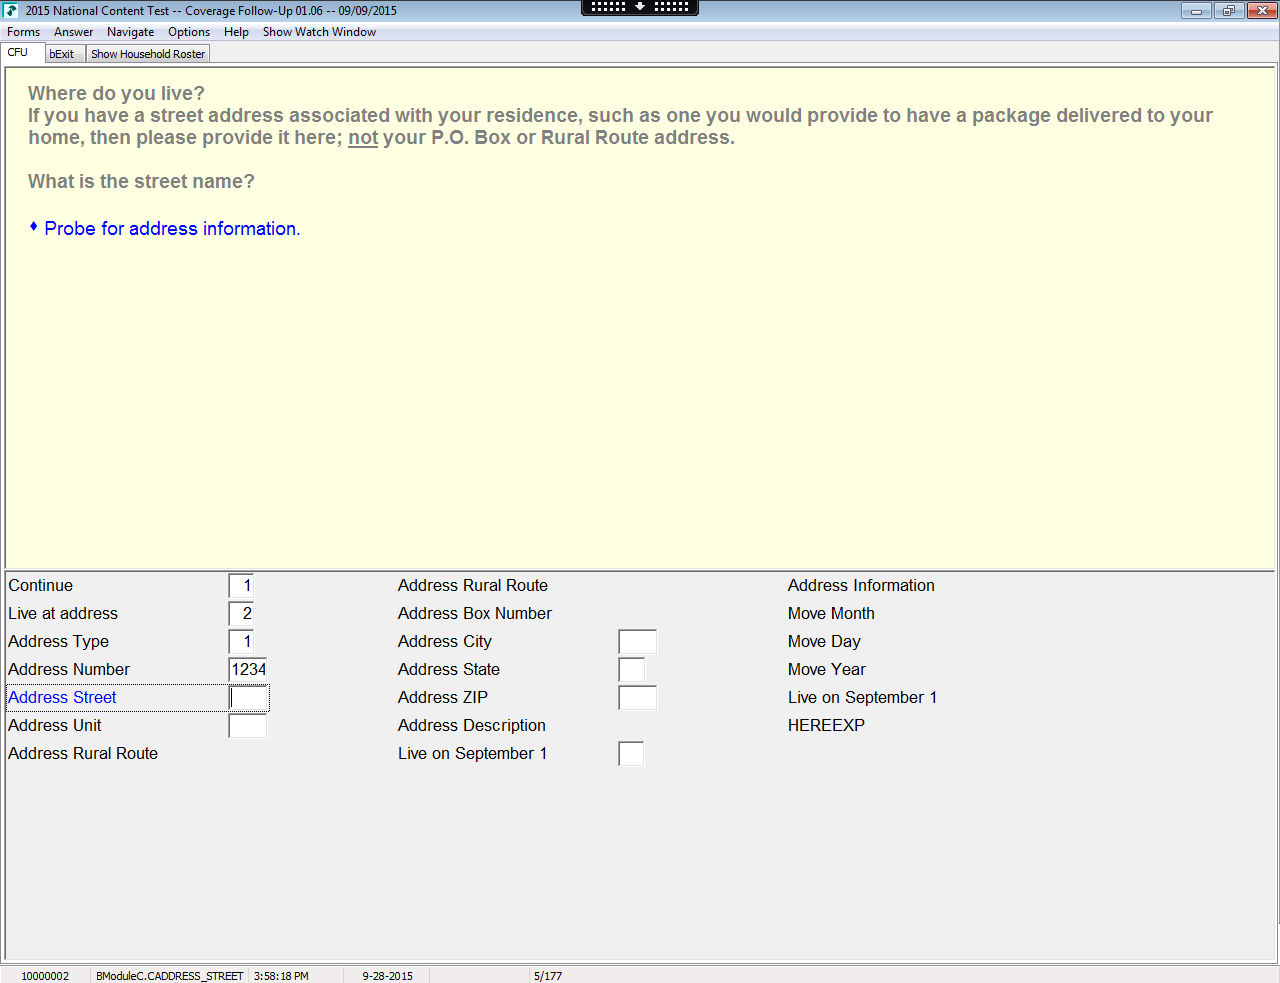 2015 National Content Test -- Coverage Follow-Up 01.06 -- 09/09/2015
Forms Answer Navigate Options Help Show Watch Window
CFU bExit Show Household Roster
Where do you live?
If you have a street address associated with your residence, such as one you would provide to have a package delivered to your
home, then please provide it here; not your P.O. Box or Rural Route address.
What is the street name?
♦ Probe for address information.
Continue 1 Address Rural Route Address Information
Live at address 2 Address Box Number Move Month
Address Type 1 Address City Move Day
Address Number 1234 Address State Move Year
Address Street Address ZIP Live on September 1
Address Unit Address Description HEREEXP
Address Rural Route Live on September 1
10000002 BModuleC.CADDRESS_STREET 3:58:18 PM 9-28-2015 5/177